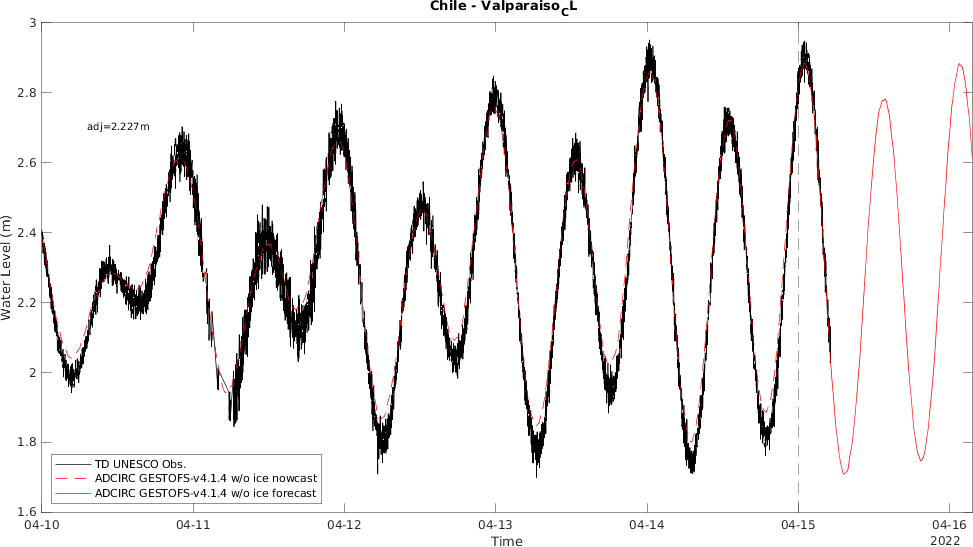 Chile - Valparaiso_CL
3
2.8
adj=2.227m
2.6
2.4
Water Level (m)
2.2
2
1.8
TD UNESCO Obs.
ADCIRC GESTOFS-v4.1.4 w/o ice nowcast
ADCIRC GESTOFS-v4.1.4 w/o ice forecast
1.6
04-10 04-11 04-12 04-13 04-14 04-15 04-16
Time 2022